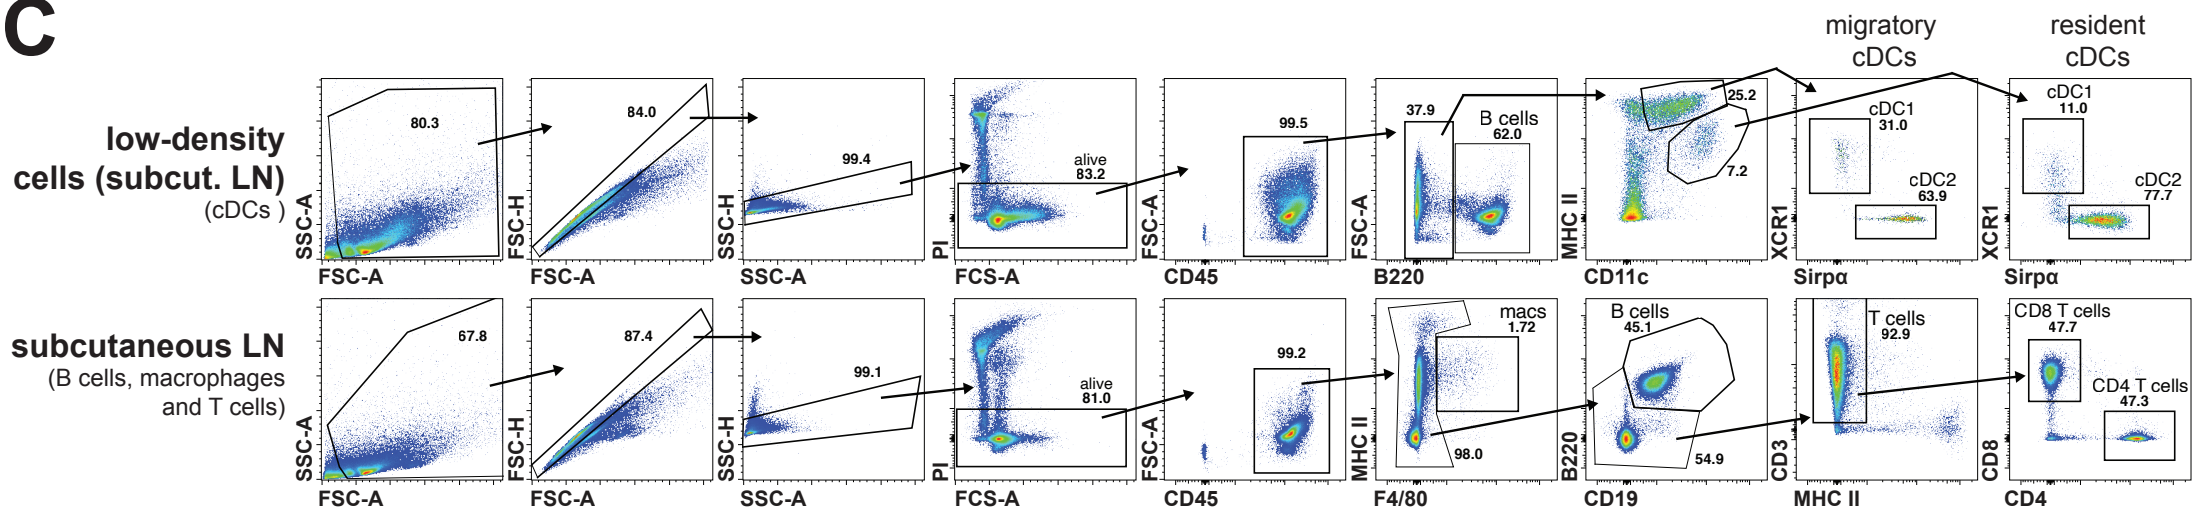 C
migratory
cDCs
resident
cDCs
low-density
cells (subcut. LN)
(cDCs )
80.3
SSC-A
FSC-A
84.0
FSC-H
FSC-A
99.4
SSC-H
SSC-A
alive
83.2
PI
FCS-A
99.5
FSC-A
CD45
37.9
B cells
62.0
FSC-A
B220
25.2
7.2
MHC II
CD11c
cDC1
31.0
cDC2
63.9
XCR1
Sirpα
cDC1
11.0
cDC2
77.7
XCR1
Sirpα
subcutaneous LN
(B cells, macrophages
and T cells)
67.8
SSC-A
FSC-A
87.4
FSC-H
FSC-A
99.1
SSC-H
SSC-A
alive
81.0
PI
FCS-A
99.2
FSC-A
CD45
macs
1.72
98.0
MHC II
F4/80
B cells
45.1
54.9
B220
CD19
T cells
92.9
CD3
MHC II
CD8 T cells
47.7
CD4 T cells
47.3
CD8
CD4